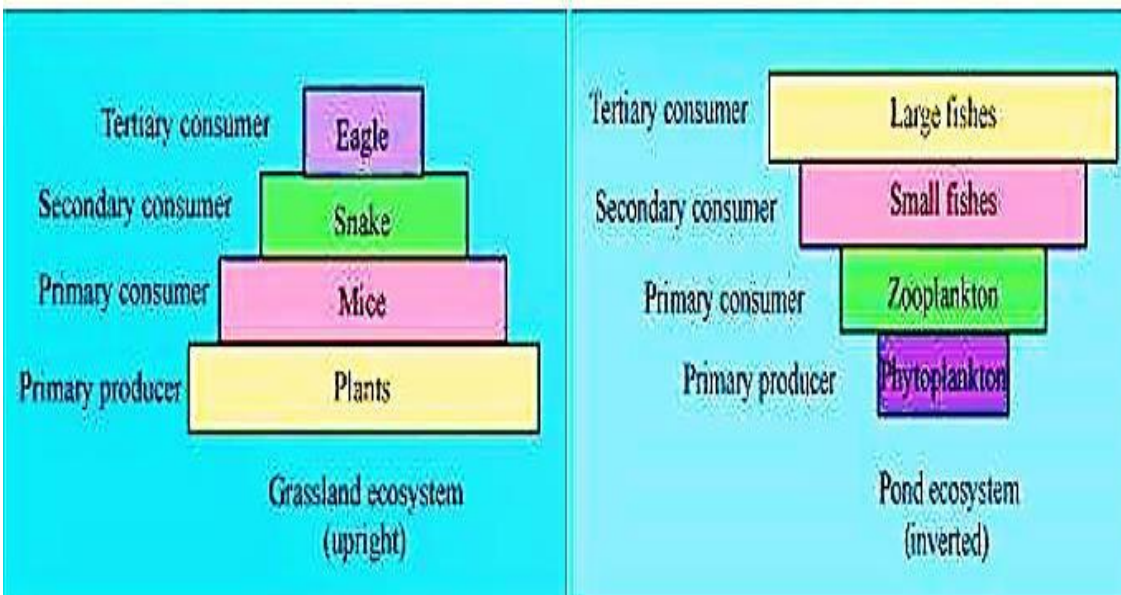 Tertiary consumer
Eagle
Secondary consumer
Snake
Primary consumer
Mice
Primary producer
Plants
Grassland ecosystem
(upright)
Tertiary consumer
Large fishes
Secondary consumer
Small fishes
Primary consumer
Zooplankton
Primary producer
Phytoplankton
Pond ecosystem
(inverted)